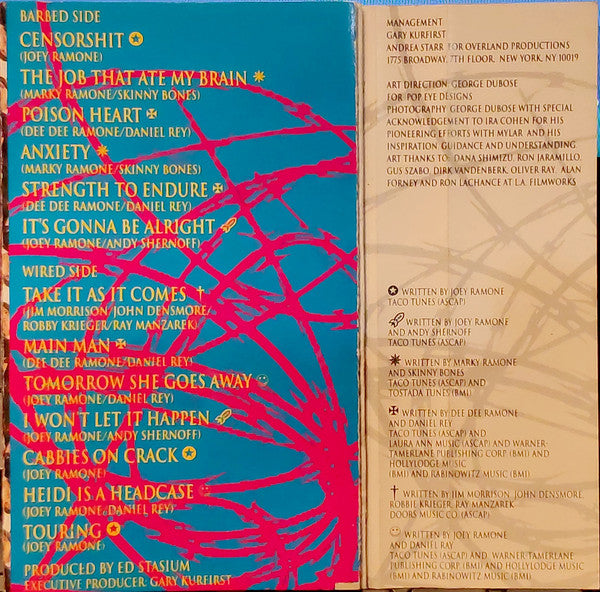 BARBED SIDE
CENSORSHIT
(JOEY RAMONE)
THE JOB THAT ATE MY BRAIN
(MARKY RAMONE/SKINNY BONES)
POISON HEART
(DEE DEE RAMONE/DANIEL REY)
ANXIETY
(MARKY RAMONE/SKINNY BONES)
STRENGTH TO ENDURE
(DEE DEE RAMONE/DANIEL REY)
IT'S GONNA BE ALRIGHT
(JOEY RAMONE/ANDY SHERNOFF)
WIRED SIDE
TAKE IT AS IT COMES
(JIM MORRISON/JOHN DENSMORE/
ROBBY KRIEGER/RAY MANZAREK)
MAIN MAN
(DEE DEE RAMONE/DANIEL REY)
TOMORROW SHE GOES AWAY
(JOEY RAMONE/DANIEL REY)
I WON'T LET IT HAPPEN
(JOEY RAMONE/ANDY SHERNOFF)
CABBIES ON CRACK
(JOEY RAMONE)
HEIDI IS A HEADCASE
(JOEY RAMONE/DANIEL REY)
TOURING
(JOEY RAMONE)
PRODUCED BY ED STASIUM
EXECUTIVE PRODUCER: GARY KURFIRST
MANAGEMENT
GARY KURFIRST
ANDREA STARR FOR OVERLAND PRODUCTIONS
1775 BROADWAY, 7TH FLOOR, NEW YORK, NY 10019
ART DIRECTION: GEORGE DUBOSE
FOR POP EYE DESIGNS
PHOTOGRAPHY: GEORGE DUBOSE WITH SPECIAL
ACKNOWLEDGEMENT TO IRA COHEN FOR HIS
PIONEERING EFFORTS WITH MYLAR AND HIS
INSPIRATION, GUIDANCE AND UNDERSTANDING
ART THANKS TO: DANA SHIMIZU, RON JARAMILLO,
GUS SZABO, DIRK VANDENBERK, OLIVER RAY, ALAN
FORNEY AND RON LACHANCE AT L.A. FILMWORKS
WRITTEN BY JOEY RAMONE
TACO TUNES (ASCAP)
WRITTEN BY JOEY RAMONE
AND ANDY SHERNOFF
TACO TUNES (ASCAP)
WRITTEN BY MARKY RAMONE
AND SKINNY BONES
TACO TUNES (ASCAP) AND
TOSTADA TUNES (BMI)
WRITTEN BY DEE DEE RAMONE
AND DANIEL REY
TACO TUNES (ASCAP) AND
LAURA ANN MUSIC (ASCAP) AND WARNER-
TAMERLANE PUBLISHING CORP. (BMI) AND
HOLLYLODGE MUSIC
(BMI) AND RABINOWITZ MUSIC (BMI)
WRITTEN BY JIM MORRISON, JOHN DENSMORE,
ROBBIE KRIEGER, RAY MANZAREK
DOORS MUSIC CO. (ASCAP)
WRITTEN BY JOEY RAMONE
AND DANIEL RAY
TACO TUNES (ASCAP) AND WARNER-TAMERLANE
PUBLISHING CORP. (BMI) AND HOLLYLODGE MUSIC
(BMI) AND RABINOWITZ MUSIC (BMI)